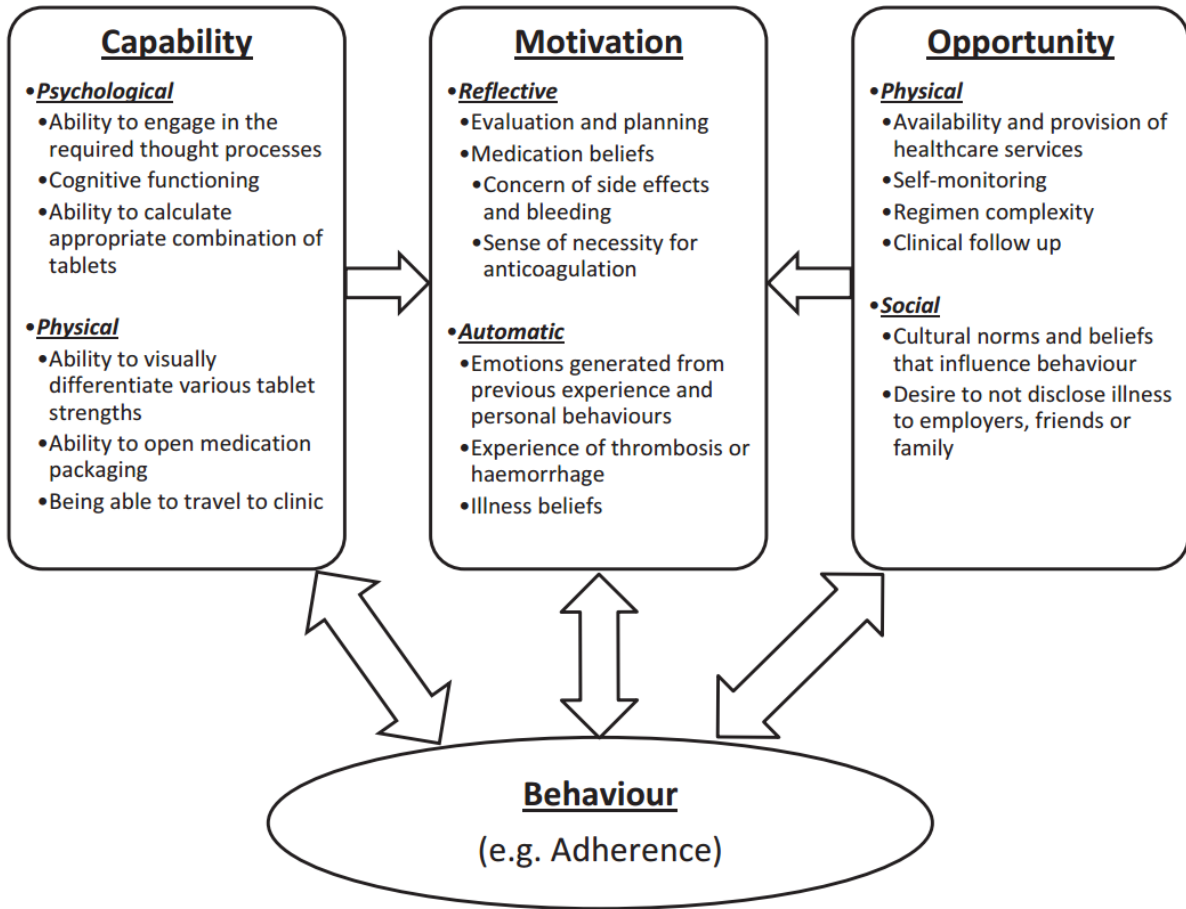 Capability
•Psychological
•Ability to engage in the
required thought processes
•Cognitive functioning
•Ability to calculate
appropriate combination of
tablets
•Physical
•Ability to visually
differentiate various tablet
strengths
•Ability to open medication
packaging
•Being able to travel to clinic
Motivation
•Reflective
•Evaluation and planning
•Medication beliefs
•Concern of side effects
and bleeding
•Sense of necessity for
anticoagulation
•Automatic
•Emotions generated from
previous experience and
personal behaviours
•Experience of thrombosis or
haemorrhage
•Illness beliefs
Opportunity
•Physical
•Availability and provision of
healthcare services
•Self-monitoring
•Regimen complexity
•Clinical follow up
•Social
•Cultural norms and beliefs
that influence behaviour
•Desire to not disclose illness
to employers, friends or
family
Behaviour
(e.g. Adherence)